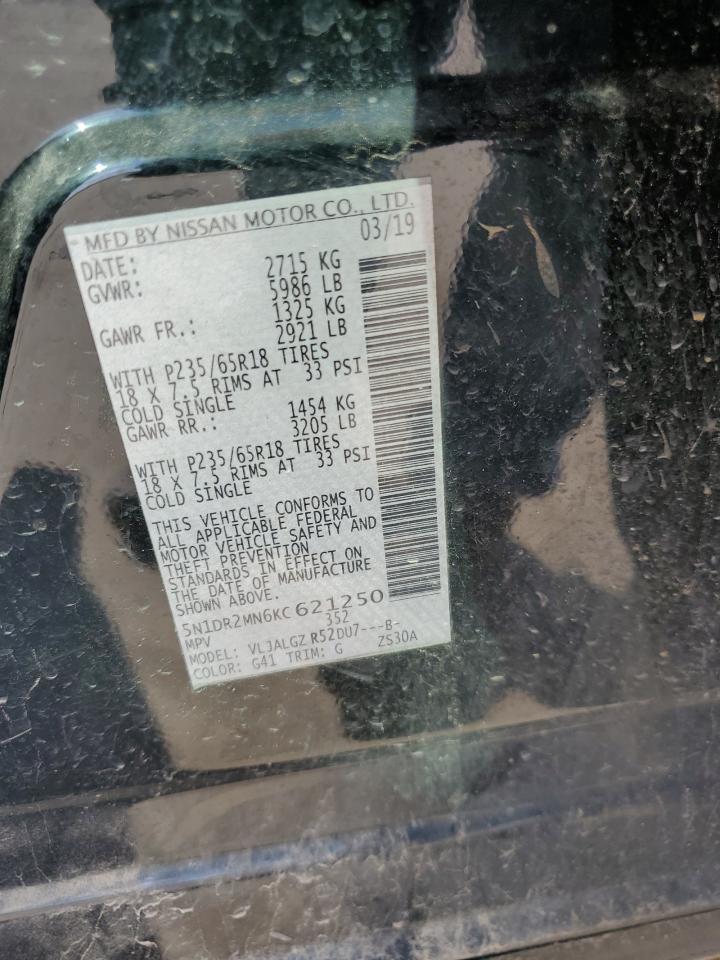 MFD BY NISSAN MOTOR CO., LTD.
DATE: 03/19
GVWR: 2715 KG
5986 LB
GAWR FR.: 1325 KG
2921 LB
WITH P235/65R18 TIRES
18 X 7.5 RIMS AT 33 PSI
COLD SINGLE
GAWR RR.: 1454 KG
3205 LB
WITH P235/65R18 TIRES
18 X 7.5 RIMS AT 33 PSI
COLD SINGLE
THIS VEHICLE CONFORMS TO
ALL APPLICABLE FEDERAL
MOTOR VEHICLE SAFETY AND
THEFT PREVENTION
STANDARDS IN EFFECT ON
THE DATE OF MANUFACTURE
SHOWN ABOVE.
5N1DR2MN6KC621250
MPV 352
MODEL: VLJALGZ R52DU7---B-
COLOR: G41 TRIM: G ZS30A